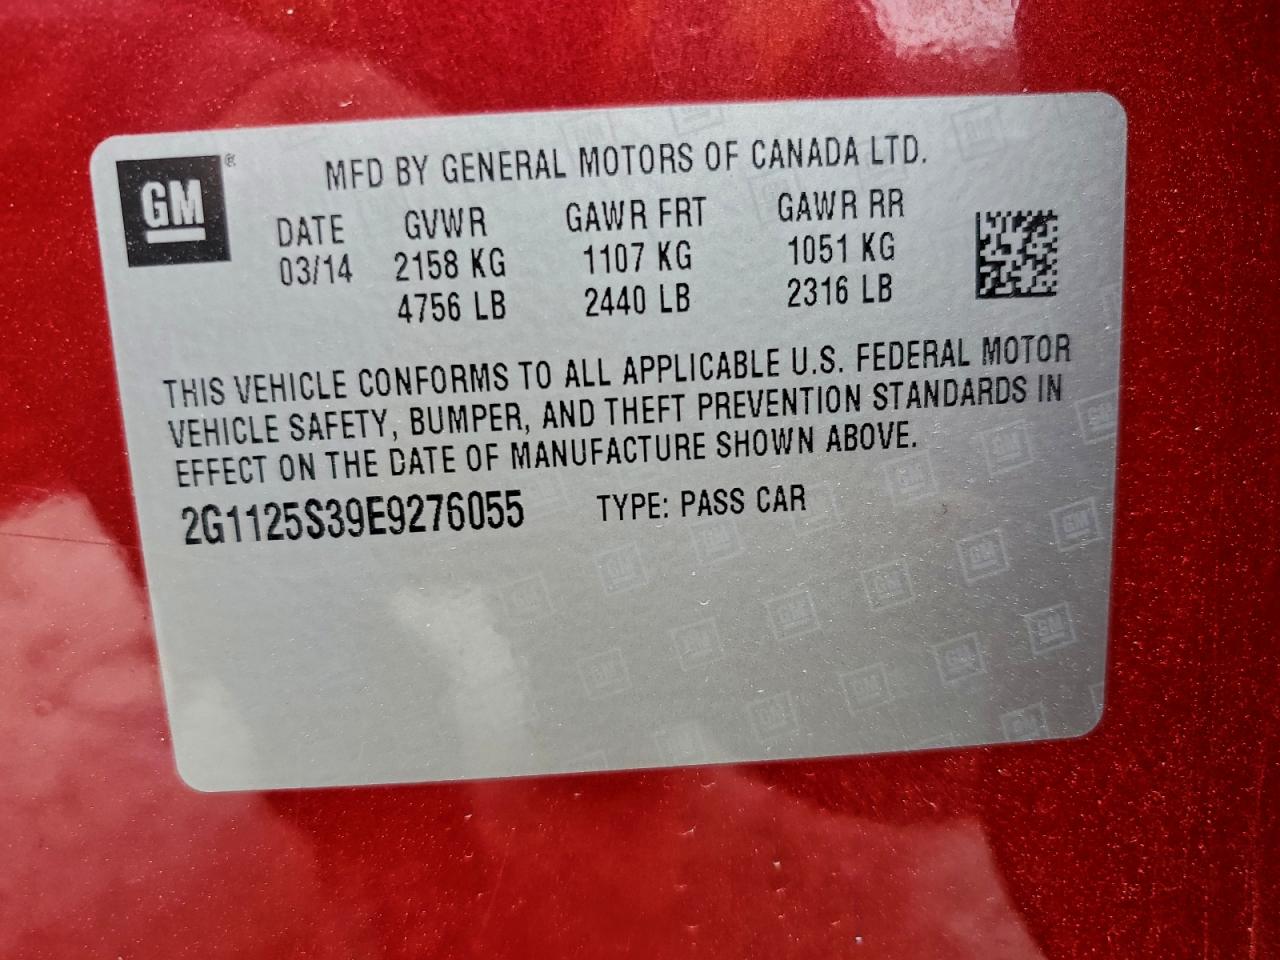 GM®
MFD BY GENERAL MOTORS OF CANADA LTD.
DATE GVWR GAWR FRT GAWR RR
03/14 2158 KG 1107 KG 1051 KG
4756 LB 2440 LB 2316 LB
THIS VEHICLE CONFORMS TO ALL APPLICABLE U.S. FEDERAL MOTOR
VEHICLE SAFETY, BUMPER, AND THEFT PREVENTION STANDARDS IN
EFFECT ON THE DATE OF MANUFACTURE SHOWN ABOVE.
2G1125S39E9276055 TYPE: PASS CAR